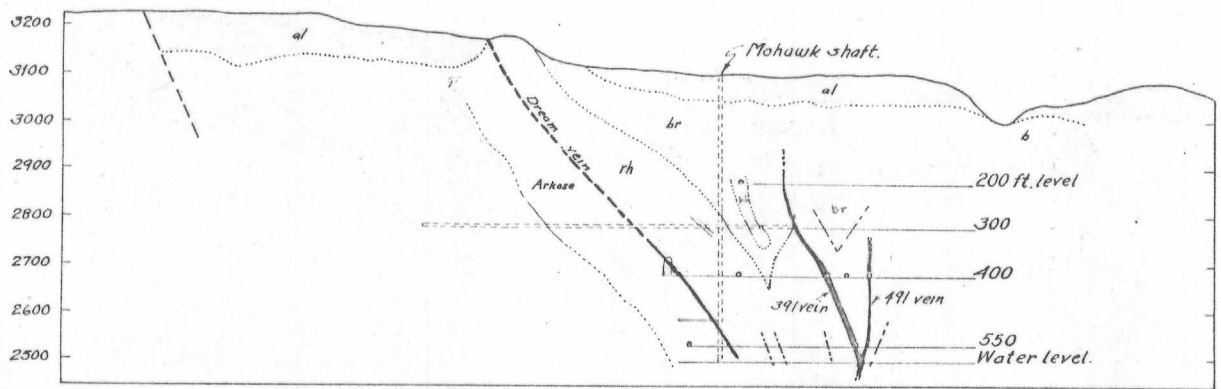 3200
3100
3000
2900
2800
2700
2600
2500
al
Mohawk shaft.
al
br
b
Dream vein
rh
Arkose
200 ft. level
br
300
400
391 vein
491 vein
550
Water level.